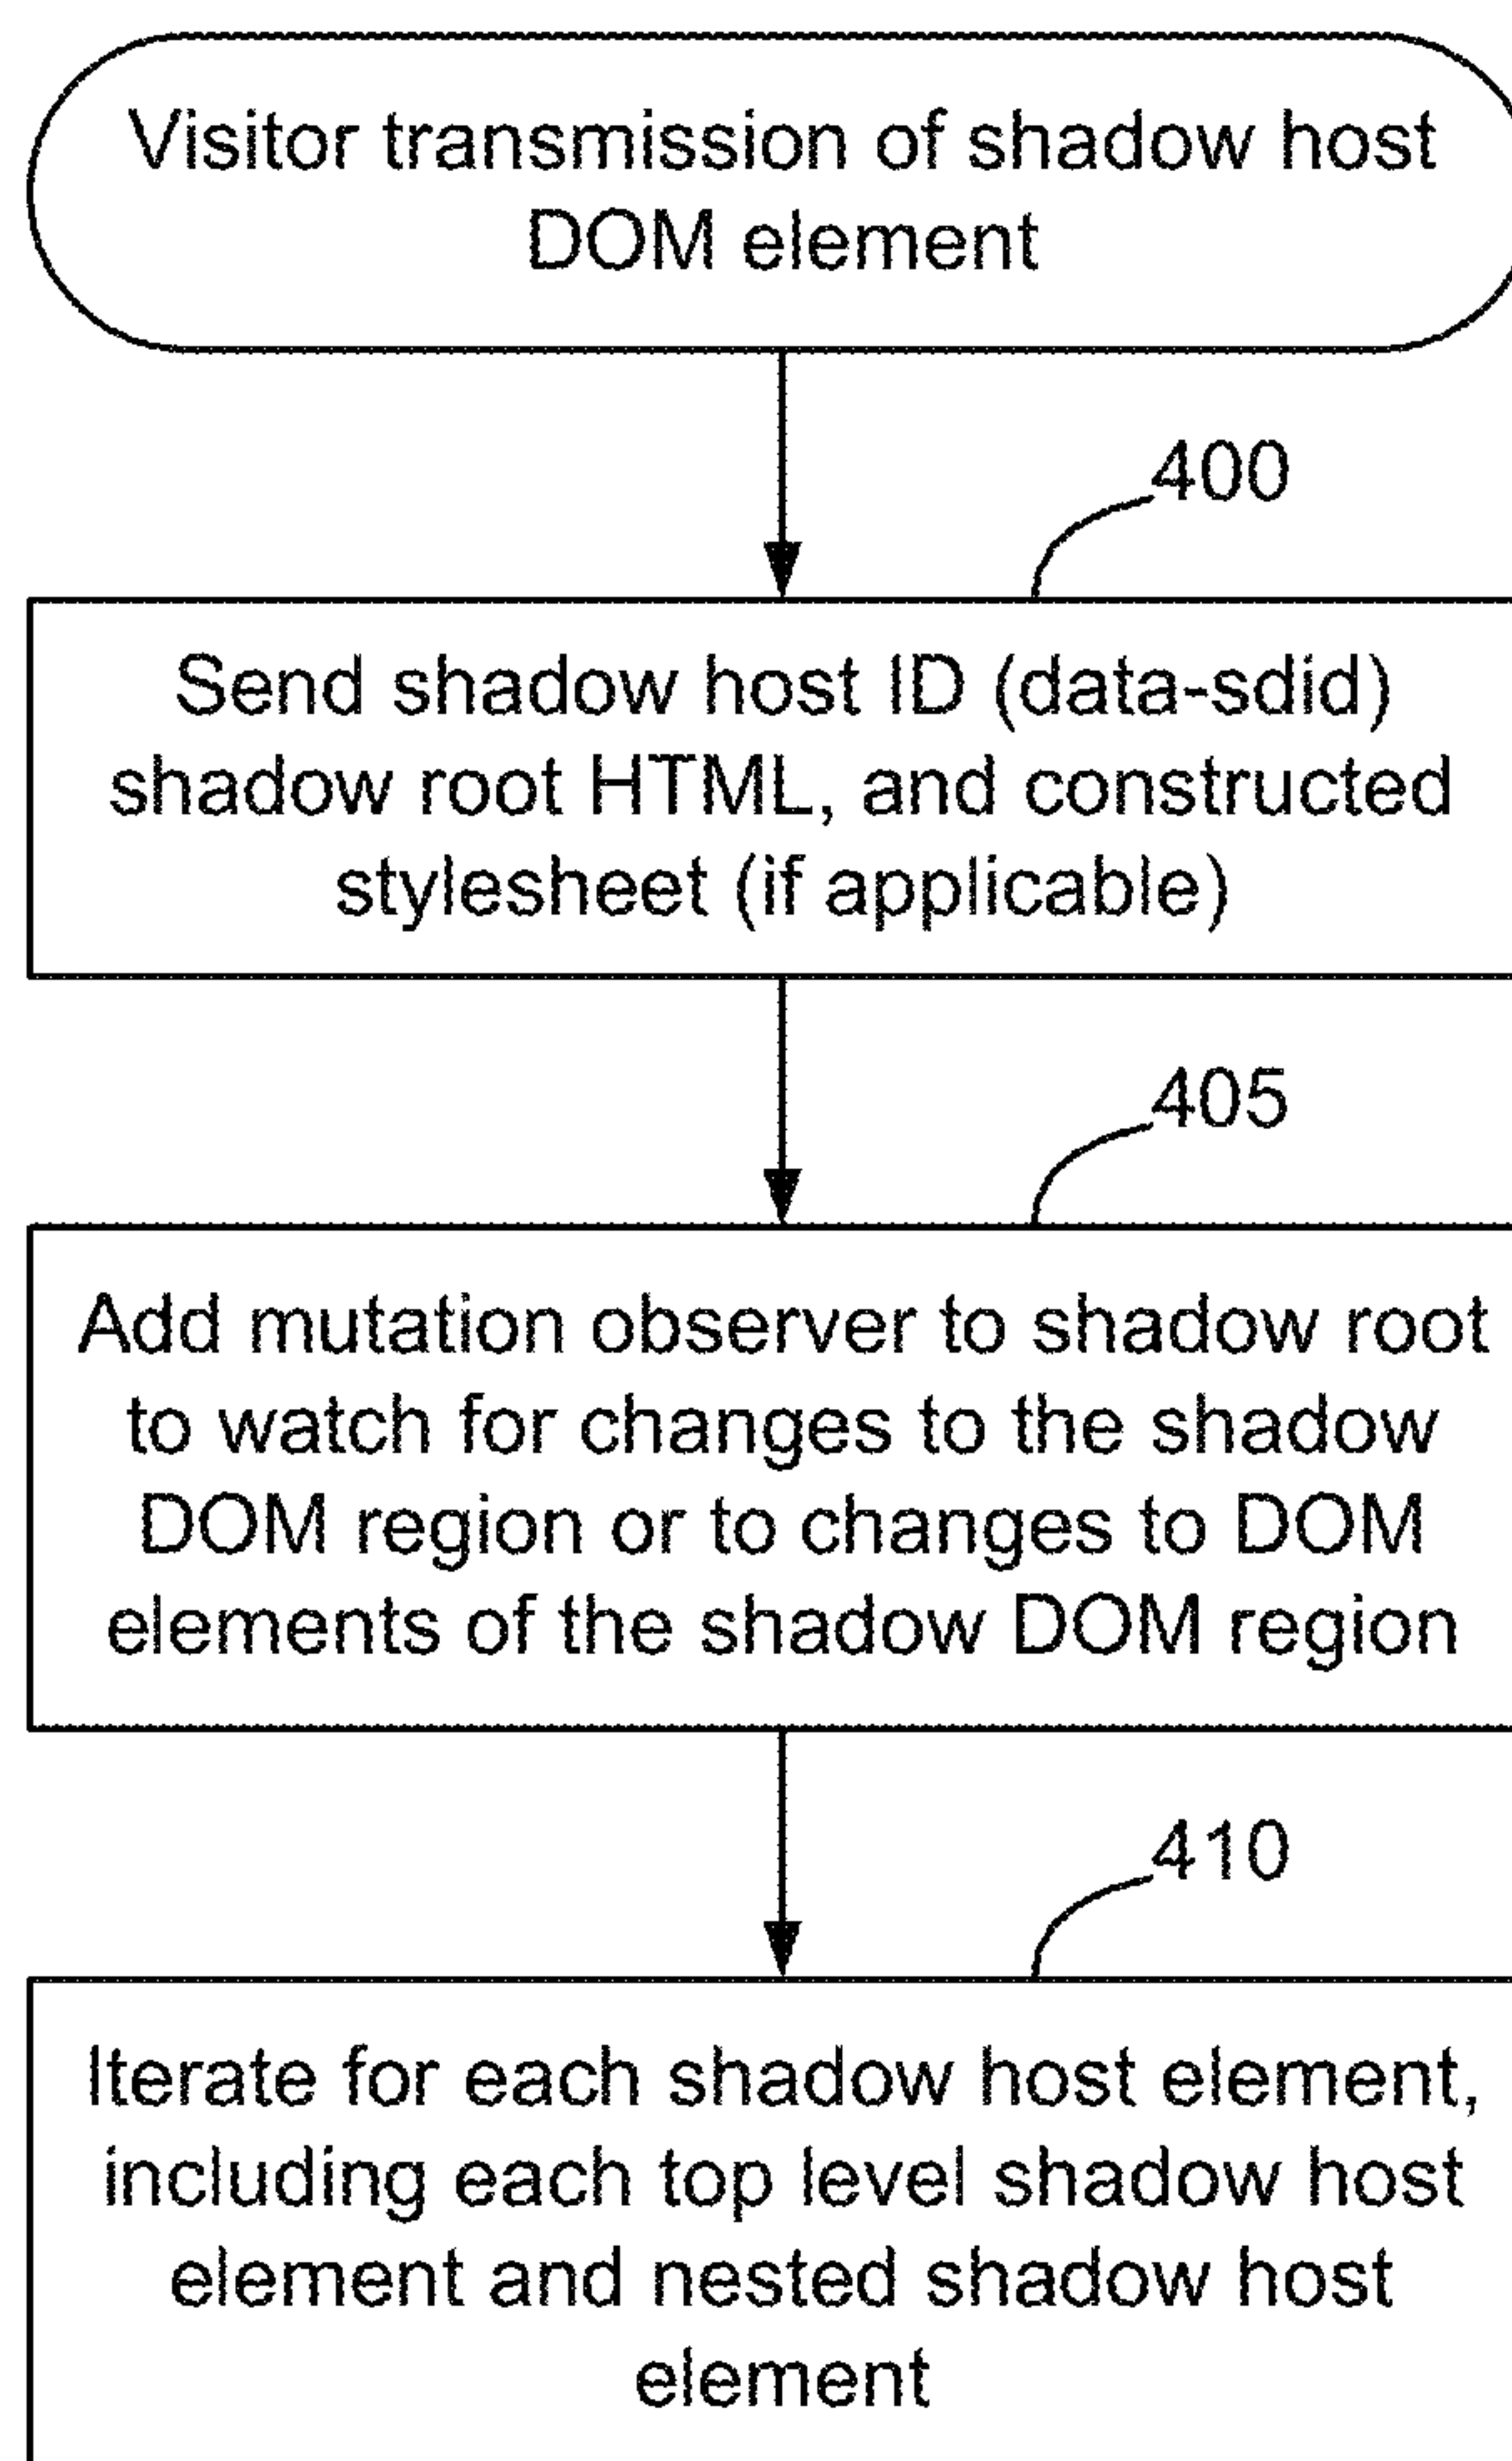 Visitor transmission of shadow host
DOM element
400
Send shadow host ID (data-sdid)
shadow root HTML, and constructed
stylesheet (if applicable)
405
Add mutation observer to shadow root
to watch for changes to the shadow
DOM region or to changes to DOM
elements of the shadow DOM region
410
Iterate for each shadow host element,
including each top level shadow host
element and nested shadow host
element